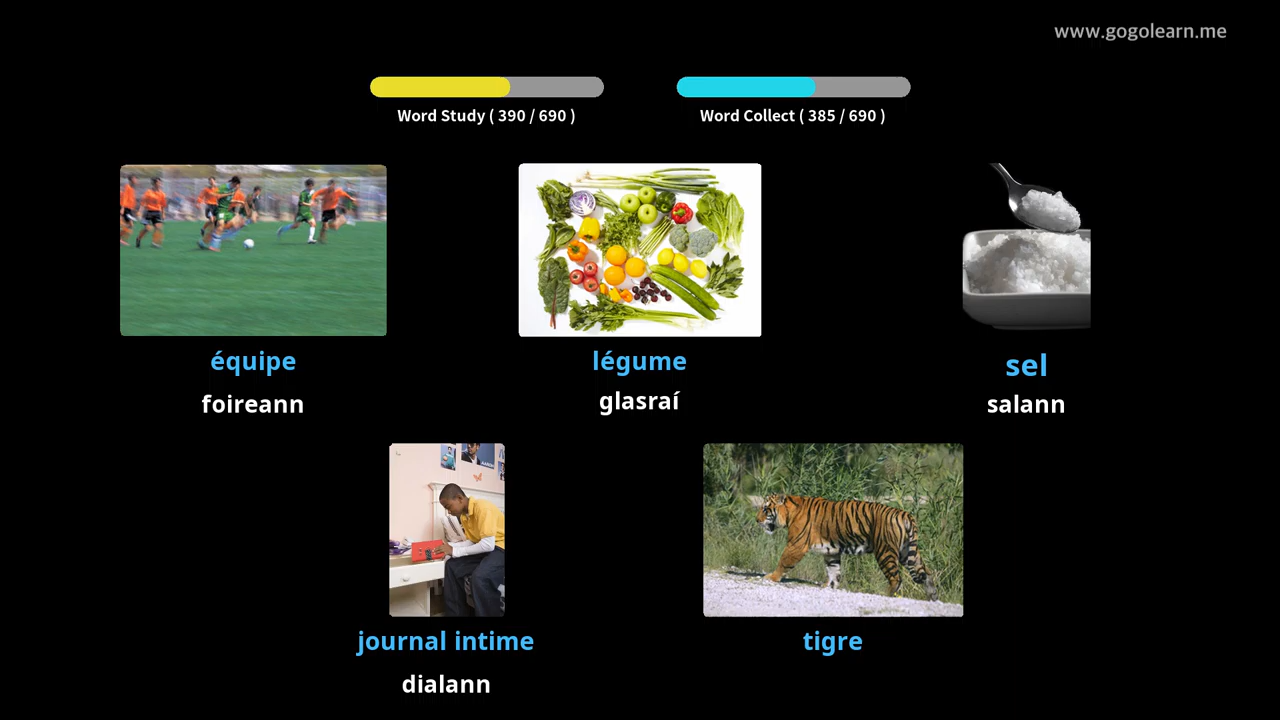 www.gogolearn.me
Word Study ( 390 / 690 )
Word Collect ( 385 / 690 )
équipe
légume
sel
foireann
glasraí
salann
journal intime
tigre
dialann